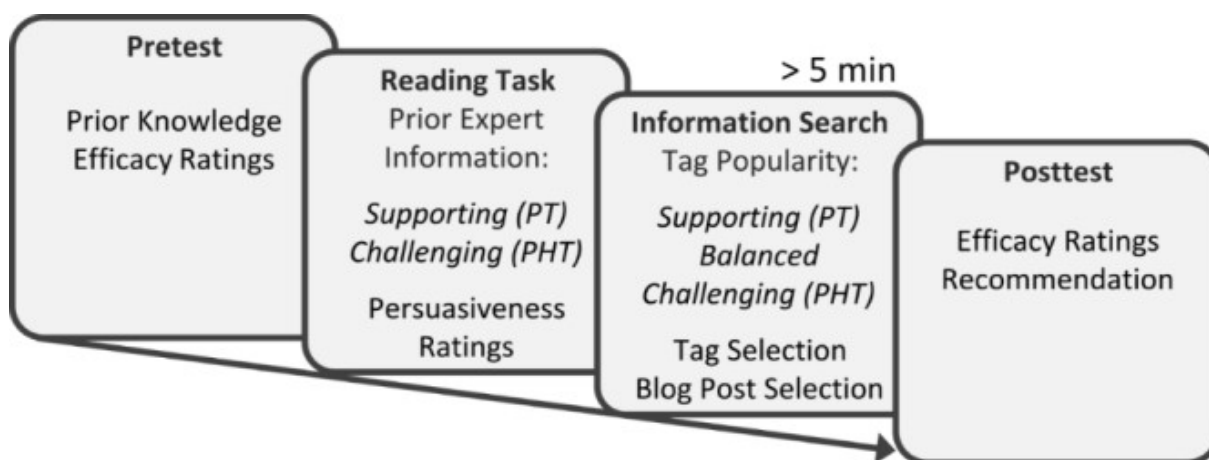 Pretest
Prior Knowledge
Efficacy Ratings
Reading Task
Prior Expert
Information:
Supporting (PT)
Challenging (PHT)
Persuasiveness
Ratings
> 5 min
Information Search
Tag Popularity:
Supporting (PT)
Balanced
Challenging (PHT)
Tag Selection
Blog Post Selection
Posttest
Efficacy Ratings
Recommendation